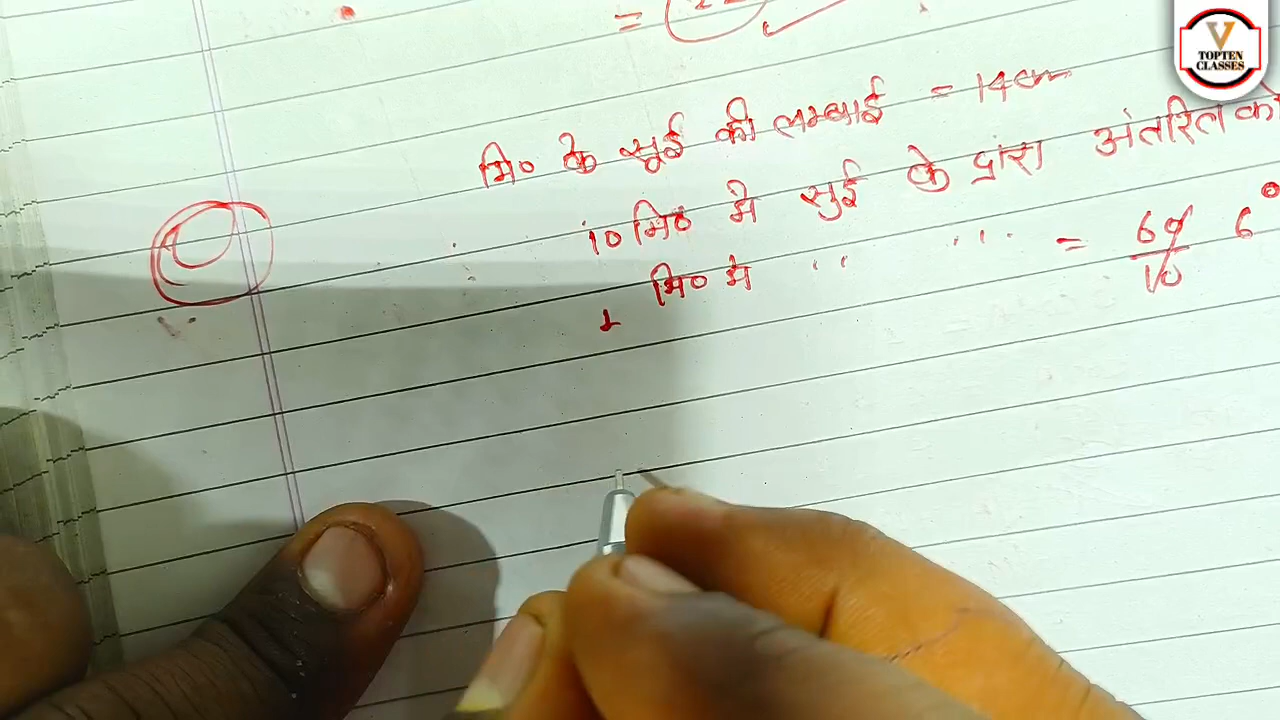 =
V
TOPTEN
CLASSES
मि० के सूई की लम्बाई = 14cm
10 मि० मे सुई के द्वारा अंतरित को
1 मि० मे " " = 60/10 6°